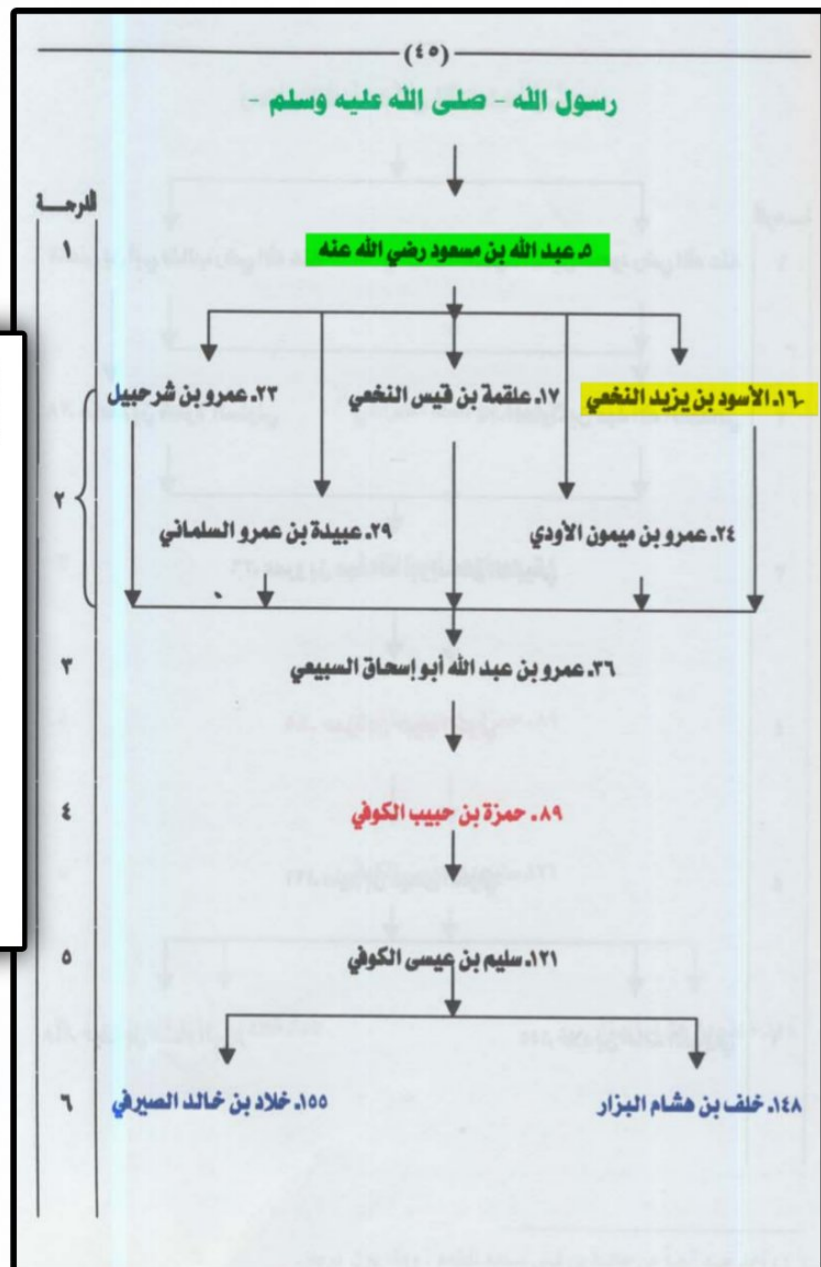 (٤٥)
رسول الله - صلى الله عليه وسلم -
الدرجـــة
١
٥. عبد الله بن مسعود رضي الله عنه
١٦. الأسود بن يزيد النخعي
١٧. علقمة بن قيس النخعي
٢٣. عمرو بن شرحبيل
٢
٢٤. عمرو بن ميمون الأودي
٢٩. عبيدة بن عمرو السلماني
٣
٣٦. عمرو بن عبد الله أبو إسحاق السبيعي
٤
٨٩. حمزة بن حبيب الكوفي
٥
١٢١. سليم بن عيسى الكوفي
٦
١٤٨. خلف بن هشام البزار
١٥٥. خلاد بن خالد الصيرفي